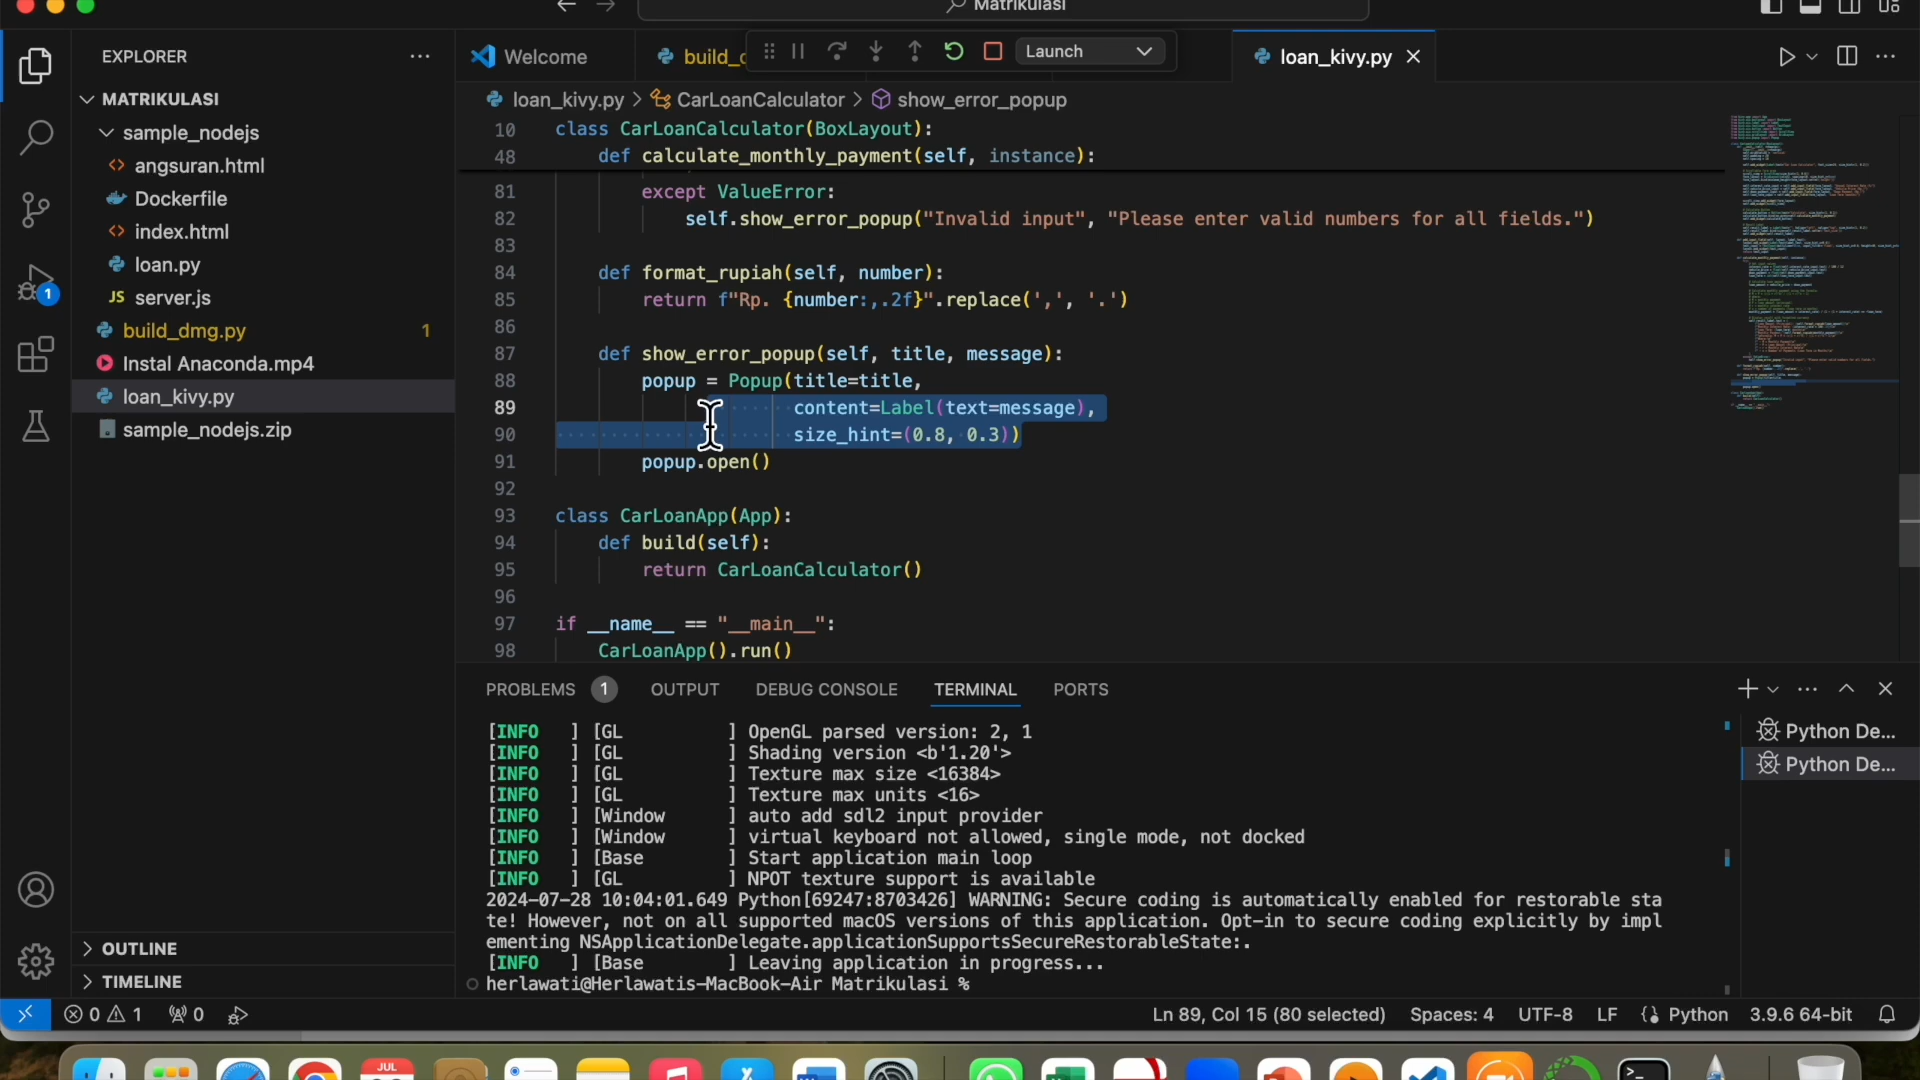 Matrikulasi
EXPLORER
MATRIKULASI
sample_nodejs
angsuran.html
Dockerfile
index.html
loan.py
JS server.js
build_dmg.py 1
Instal Anaconda.mp4
loan_kivy.py
sample_nodejs.zip
OUTLINE
TIMELINE
1
Welcome
build_d
Launch
loan_kivy.py
loan_kivy.py > CarLoanCalculator > show_error_popup
10 class CarLoanCalculator(BoxLayout):
48 def calculate_monthly_payment(self, instance):
81 except ValueError:
82 self.show_error_popup("Invalid input", "Please enter valid numbers for all fields.")
83
84 def format_rupiah(self, number):
85 return f"Rp. {number:,.2f}".replace(',', '.')
86
87 def show_error_popup(self, title, message):
88 popup = Popup(title=title,
89 content=Label(text=message),
90 size_hint=(0.8, 0.3))
91 popup.open()
92
93 class CarLoanApp(App):
94 def build(self):
95 return CarLoanCalculator()
96
97 if __name__ == "__main__":
98 CarLoanApp().run()
PROBLEMS 1 OUTPUT DEBUG CONSOLE TERMINAL PORTS
[INFO ] [GL ] OpenGL parsed version: 2, 1
[INFO ] [GL ] Shading version <b'1.20'>
[INFO ] [GL ] Texture max size <16384>
[INFO ] [GL ] Texture max units <16>
[INFO ] [Window ] auto add sdl2 input provider
[INFO ] [Window ] virtual keyboard not allowed, single mode, not docked
[INFO ] [Base ] Start application main loop
[INFO ] [GL ] NPOT texture support is available
2024-07-28 10:04:01.649 Python[69247:8703426] WARNING: Secure coding is automatically enabled for restorable sta
te! However, not on all supported macOS versions of this application. Opt-in to secure coding explicitly by impl
ementing NSApplicationDelegate.applicationSupportsSecureRestorableState:.
[INFO ] [Base ] Leaving application in progress...
herlawati@Herlawatis-MacBook-Air Matrikulasi %
Python De...
Python De...
0 1 0
Ln 89, Col 15 (80 selected) Spaces: 4 UTF-8 LF Python 3.9.6 64-bit
JUL